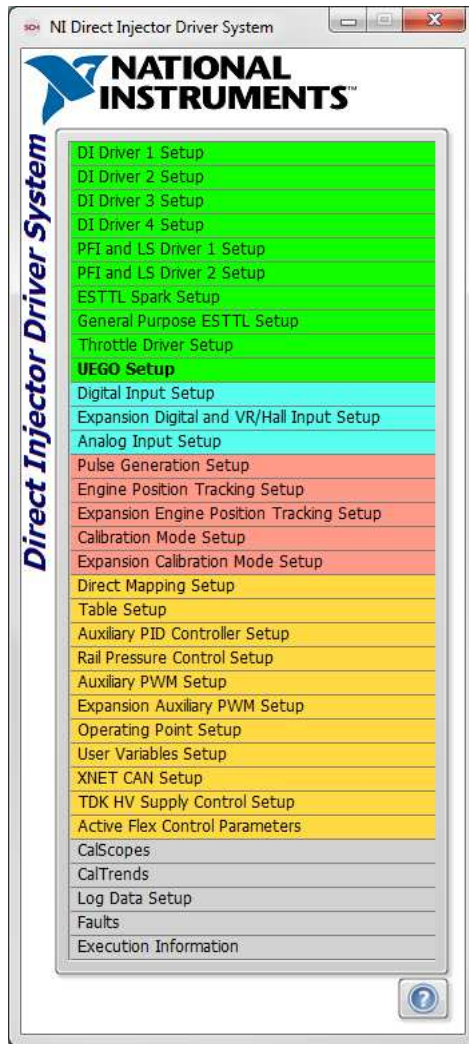 NI Direct Injector Driver System
NATIONAL
INSTRUMENTS™
Direct Injector Driver System
DI Driver 1 Setup
DI Driver 2 Setup
DI Driver 3 Setup
DI Driver 4 Setup
PFI and LS Driver 1 Setup
PFI and LS Driver 2 Setup
ESTTL Spark Setup
General Purpose ESTTL Setup
Throttle Driver Setup
UEGO Setup
Digital Input Setup
Expansion Digital and VR/Hall Input Setup
Analog Input Setup
Pulse Generation Setup
Engine Position Tracking Setup
Expansion Engine Position Tracking Setup
Calibration Mode Setup
Expansion Calibration Mode Setup
Direct Mapping Setup
Table Setup
Auxiliary PID Controller Setup
Rail Pressure Control Setup
Auxiliary PWM Setup
Expansion Auxiliary PWM Setup
Operating Point Setup
User Variables Setup
XNET CAN Setup
TDK HV Supply Control Setup
Active Flex Control Parameters
CalScopes
CalTrends
Log Data Setup
Faults
Execution Information
?